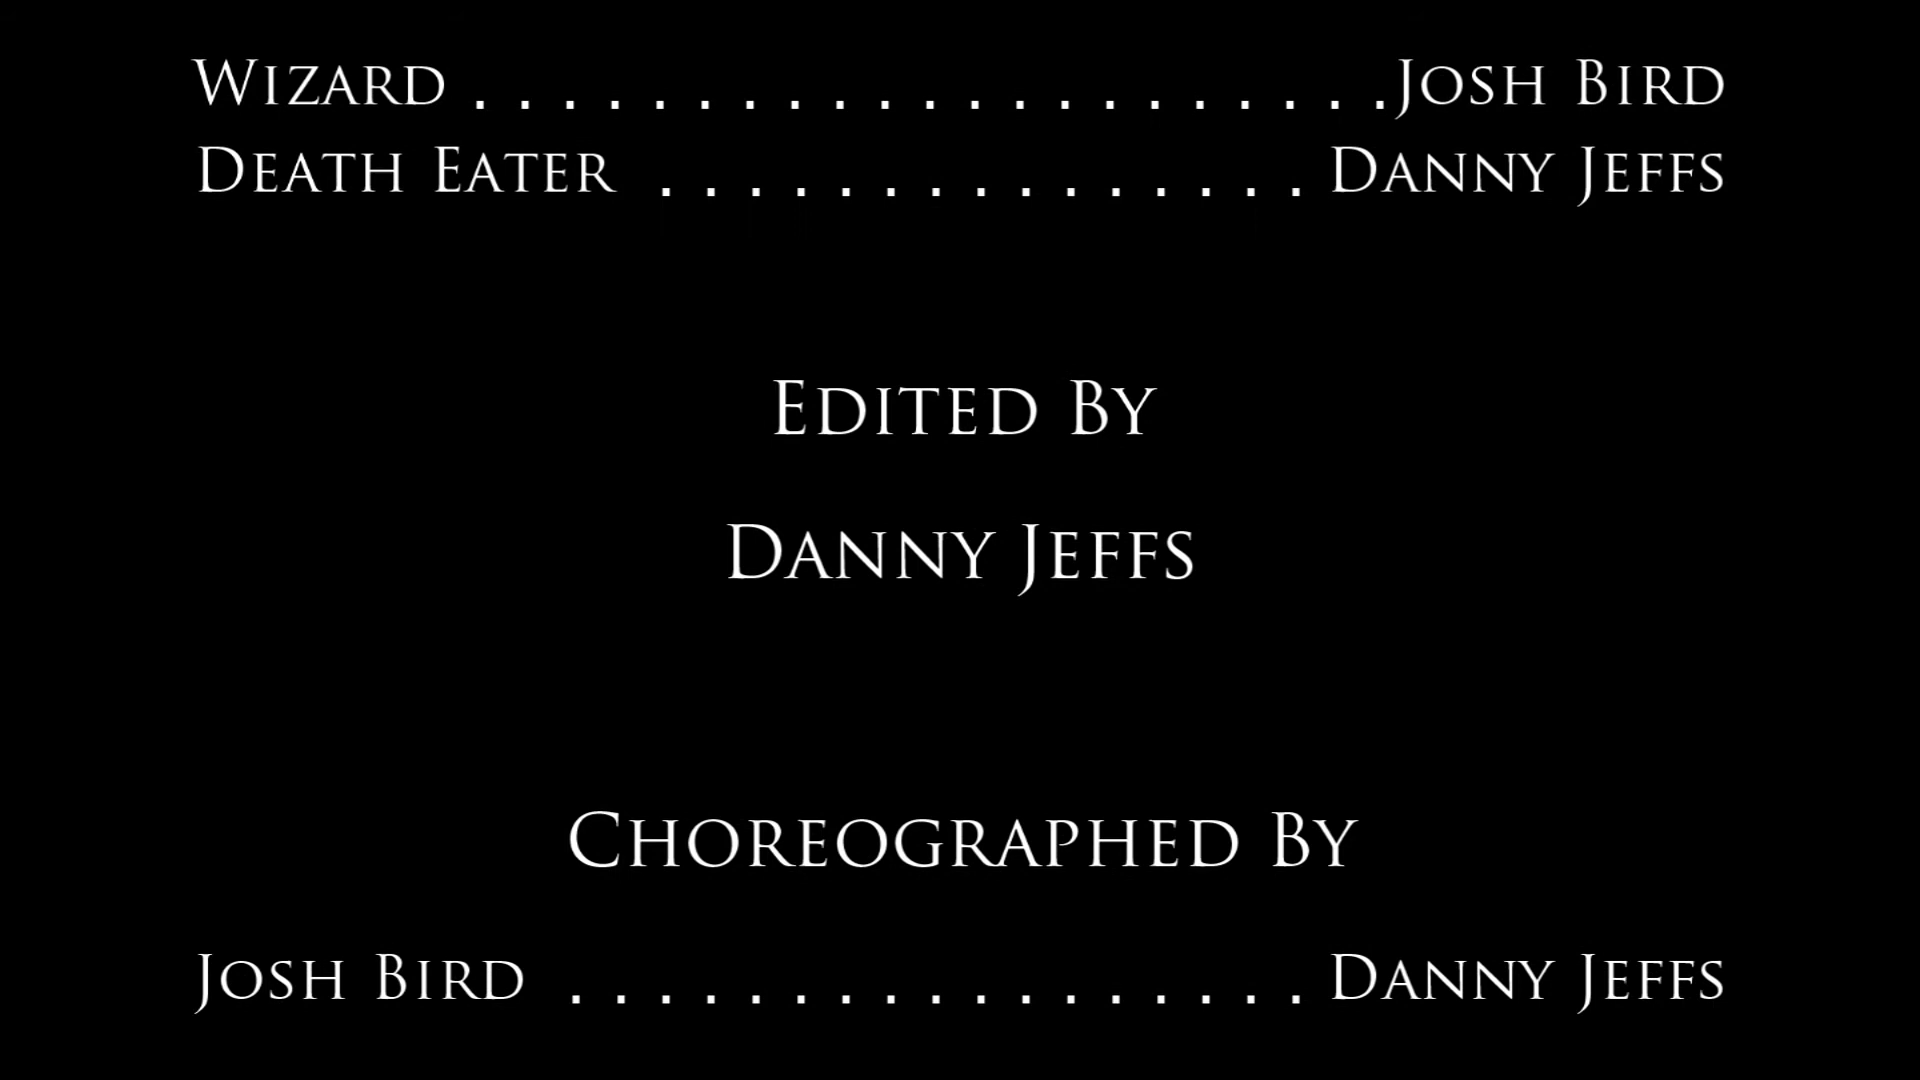 Wizard . . . . . . . . . . . . . . . . . . . . . Josh Bird
Death Eater . . . . . . . . . . . . . . . Danny Jeffs
Edited By
Danny Jeffs
Choreographed By
Josh Bird . . . . . . . . . . . . . . . . . Danny Jeffs